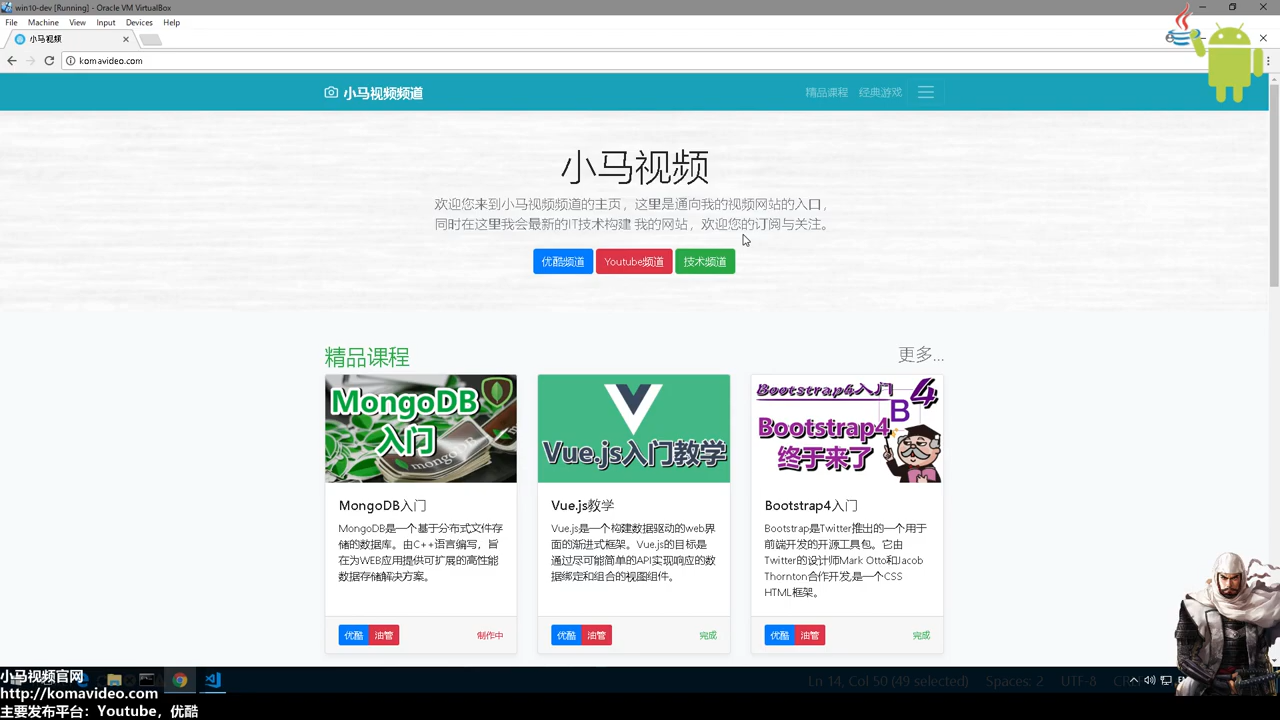 win10-dev [Running] - Oracle VM VirtualBox
File Machine View Input Devices Help
小马视频
komavideo.com
小马视频频道
精品课程 经典游戏
小马视频
欢迎您来到小马视频频道的主页，这里是通向我的视频网站的入口，
同时在这里我会最新的IT技术构建 我的网站，欢迎您的订阅与关注。
优酷频道 Youtube频道 技术频道
精品课程 更多...
MongoDB
入门
mongoDB
MongoDB入门
MongoDB是一个基于分布式文件存
储的数据库。由C++语言编写，旨
在为WEB应用提供可扩展的高性能
数据存储解决方案。
优酷 油管 制作中
Vue.js入门教学
Vue.js教学
Vue.js是一个构建数据驱动的web界
面的渐进式框架。Vue.js的目标是
通过尽可能简单的API实现响应的数
据绑定和组合的视图组件。
优酷 油管 完成
Bootstrap4入门 4
B
Bootstrap4
终于来了
Bootstrap4入门
Bootstrap是Twitter推出的一个用于
前端开发的开源工具包。它由
Twitter的设计师Mark Otto和Jacob
Thornton合作开发,是一个CSS
HTML框架。
优酷 油管 完成
Ln 14, Col 50 (49 selected) Spaces: 2 UTF-8
小马视频官网
http://komavideo.com
主要发布平台：Youtube，优酷